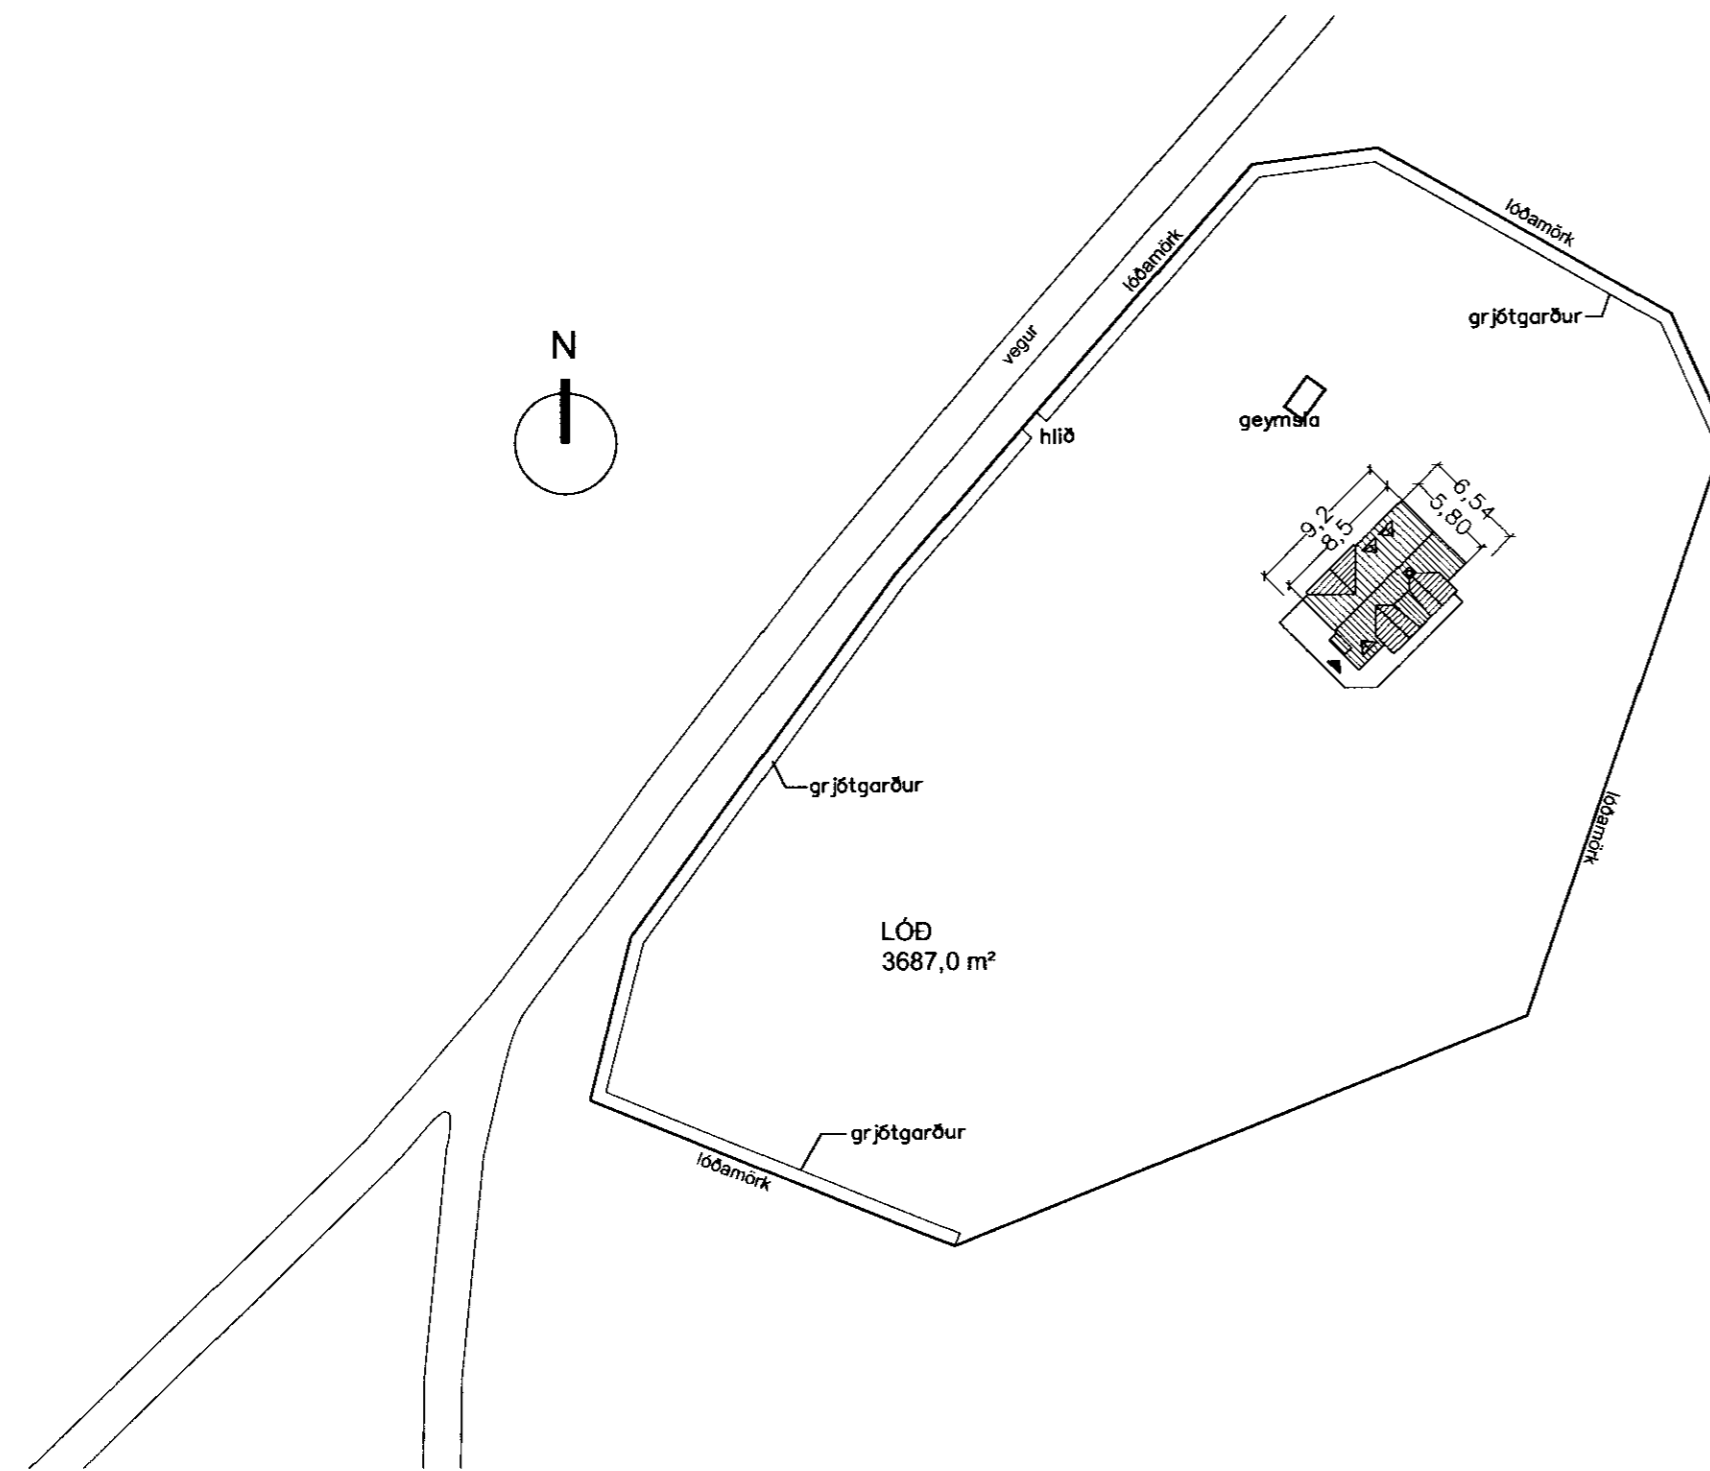 lóðamörk
lóðamörk
grjótgarður
N
vegur
geymsla
hlið
9,2
8,5
6,54
5,80
grjótgarður
lóðamörk
LÓÐ
3687,0 m²
grjótgarður
lóðamörk